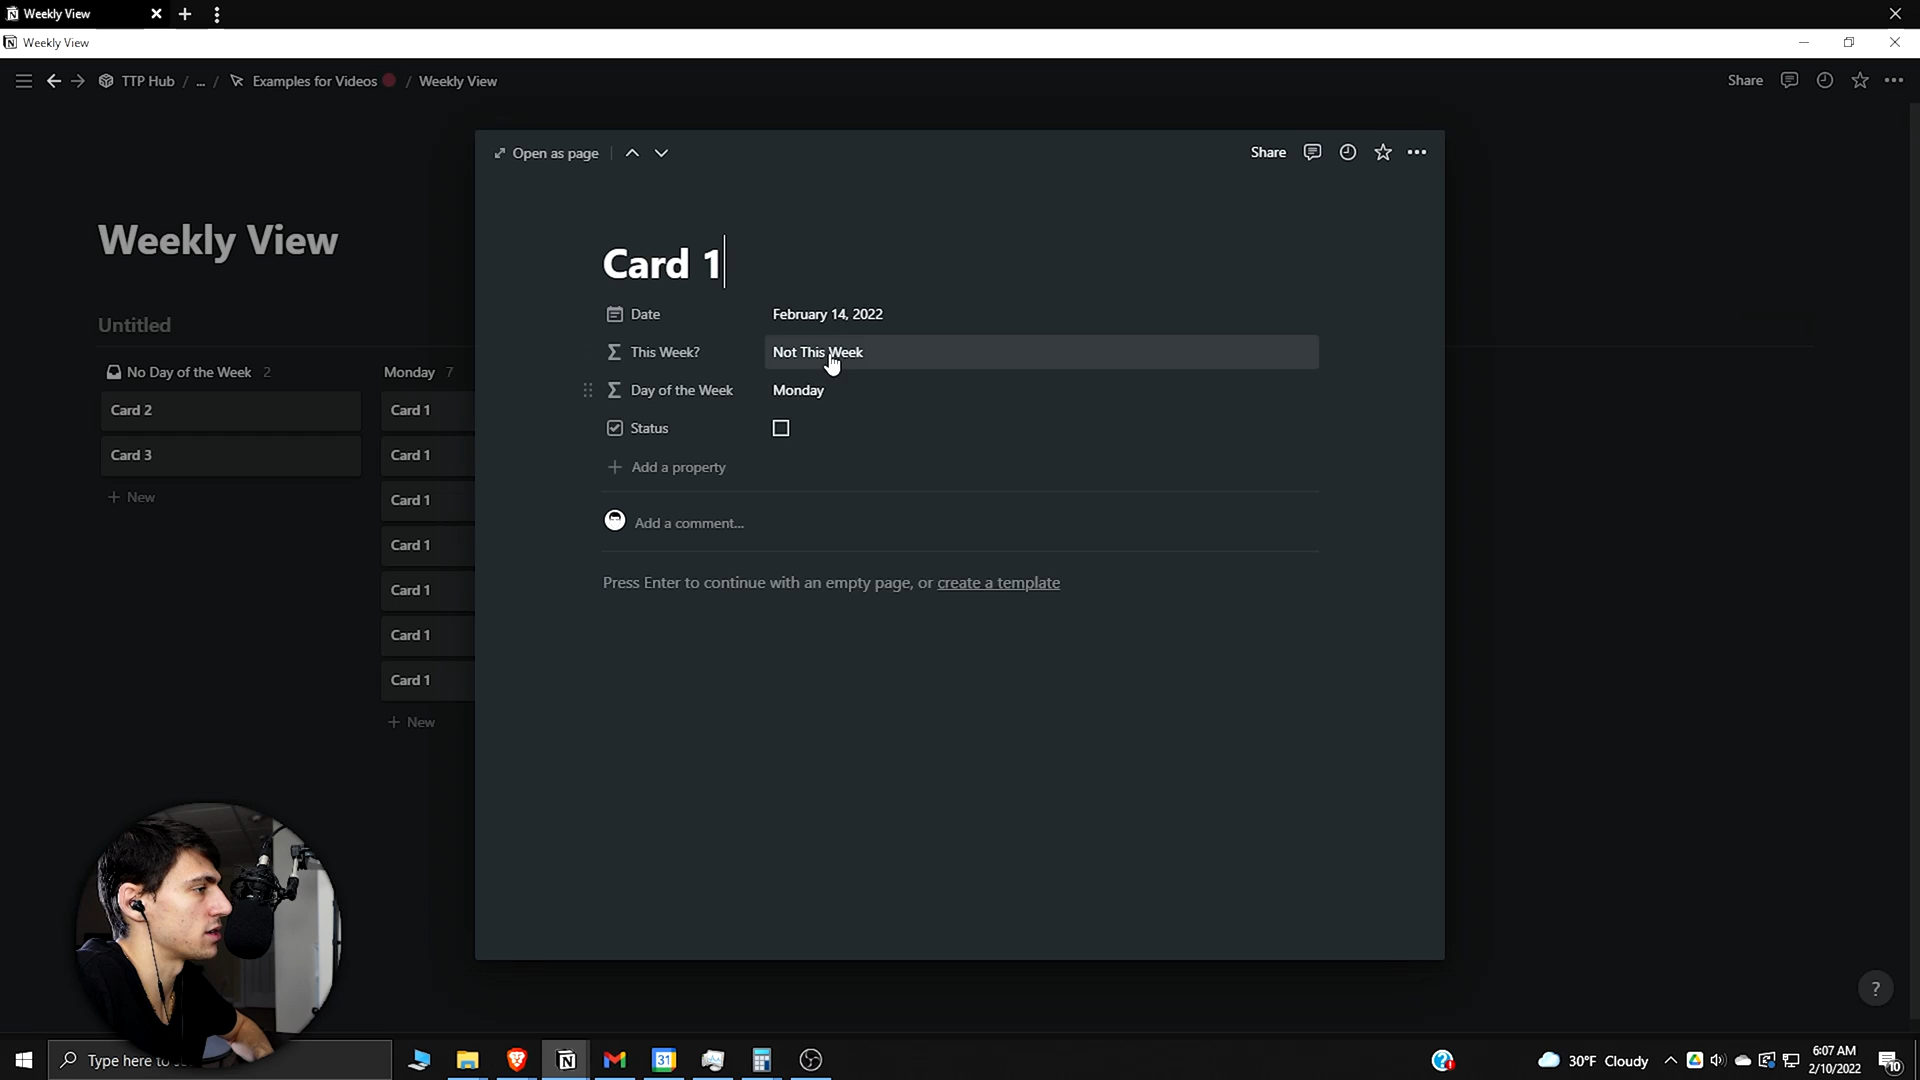 Weekly View
Weekly View
TTP Hub / ... / Examples for Videos / Weekly View
Share
Open as page
Share
Weekly View
Card 1
Date February 14, 2022
This Week? Not This Week
Day of the Week Monday
Status
Add a property
Add a comment...
Press Enter to continue with an empty page, or create a template
Untitled
No Day of the Week 2
Card 2
Card 3
+ New
Monday 7
Card 1
Card 1
Card 1
Card 1
Card 1
Card 1
Card 1
+ New
?
Type here to
31
30°F Cloudy
6:07 AM
2/10/2022
10